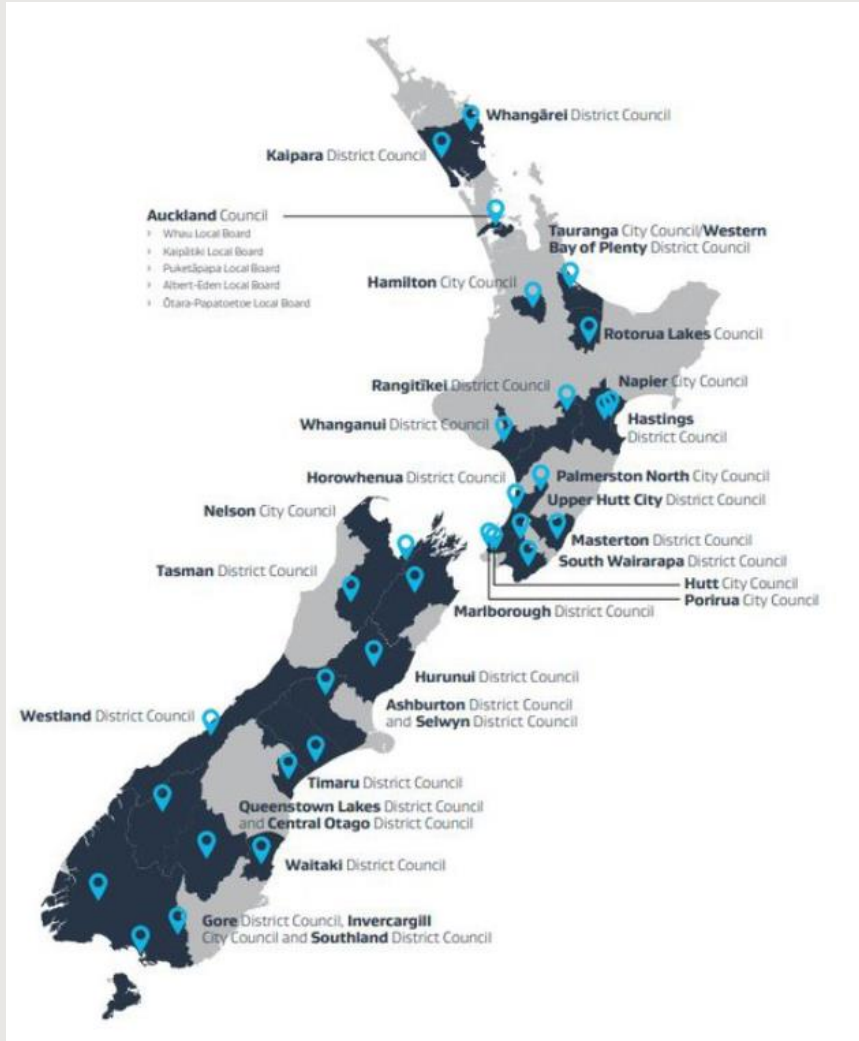 Whangārei District Council
Kaipara District Council
Auckland Council
› Whau Local Board
› Kaipātiki Local Board
› Puketāpapa Local Board
› Albert-Eden Local Board
› Ōtara-Papatoetoe Local Board
Tauranga City Council/Western
Bay of Plenty District Council
Hamilton City Council
Rotorua Lakes Council
Rangitīkei District Council
Napier City Council
Whanganui District Council
Hastings
District Council
Horowhenua District Council
Palmerston North City Council
Upper Hutt City District Council
Nelson City Council
Masterton District Council
South Wairarapa District Council
Tasman District Council
Hutt City Council
Porirua City Council
Marlborough District Council
Hurunui District Council
Ashburton District Council
and Selwyn District Council
Westland District Council
Timaru District Council
Queenstown Lakes District Council
and Central Otago District Council
Waitaki District Council
Gore District Council, Invercargill
City Council and Southland District Council